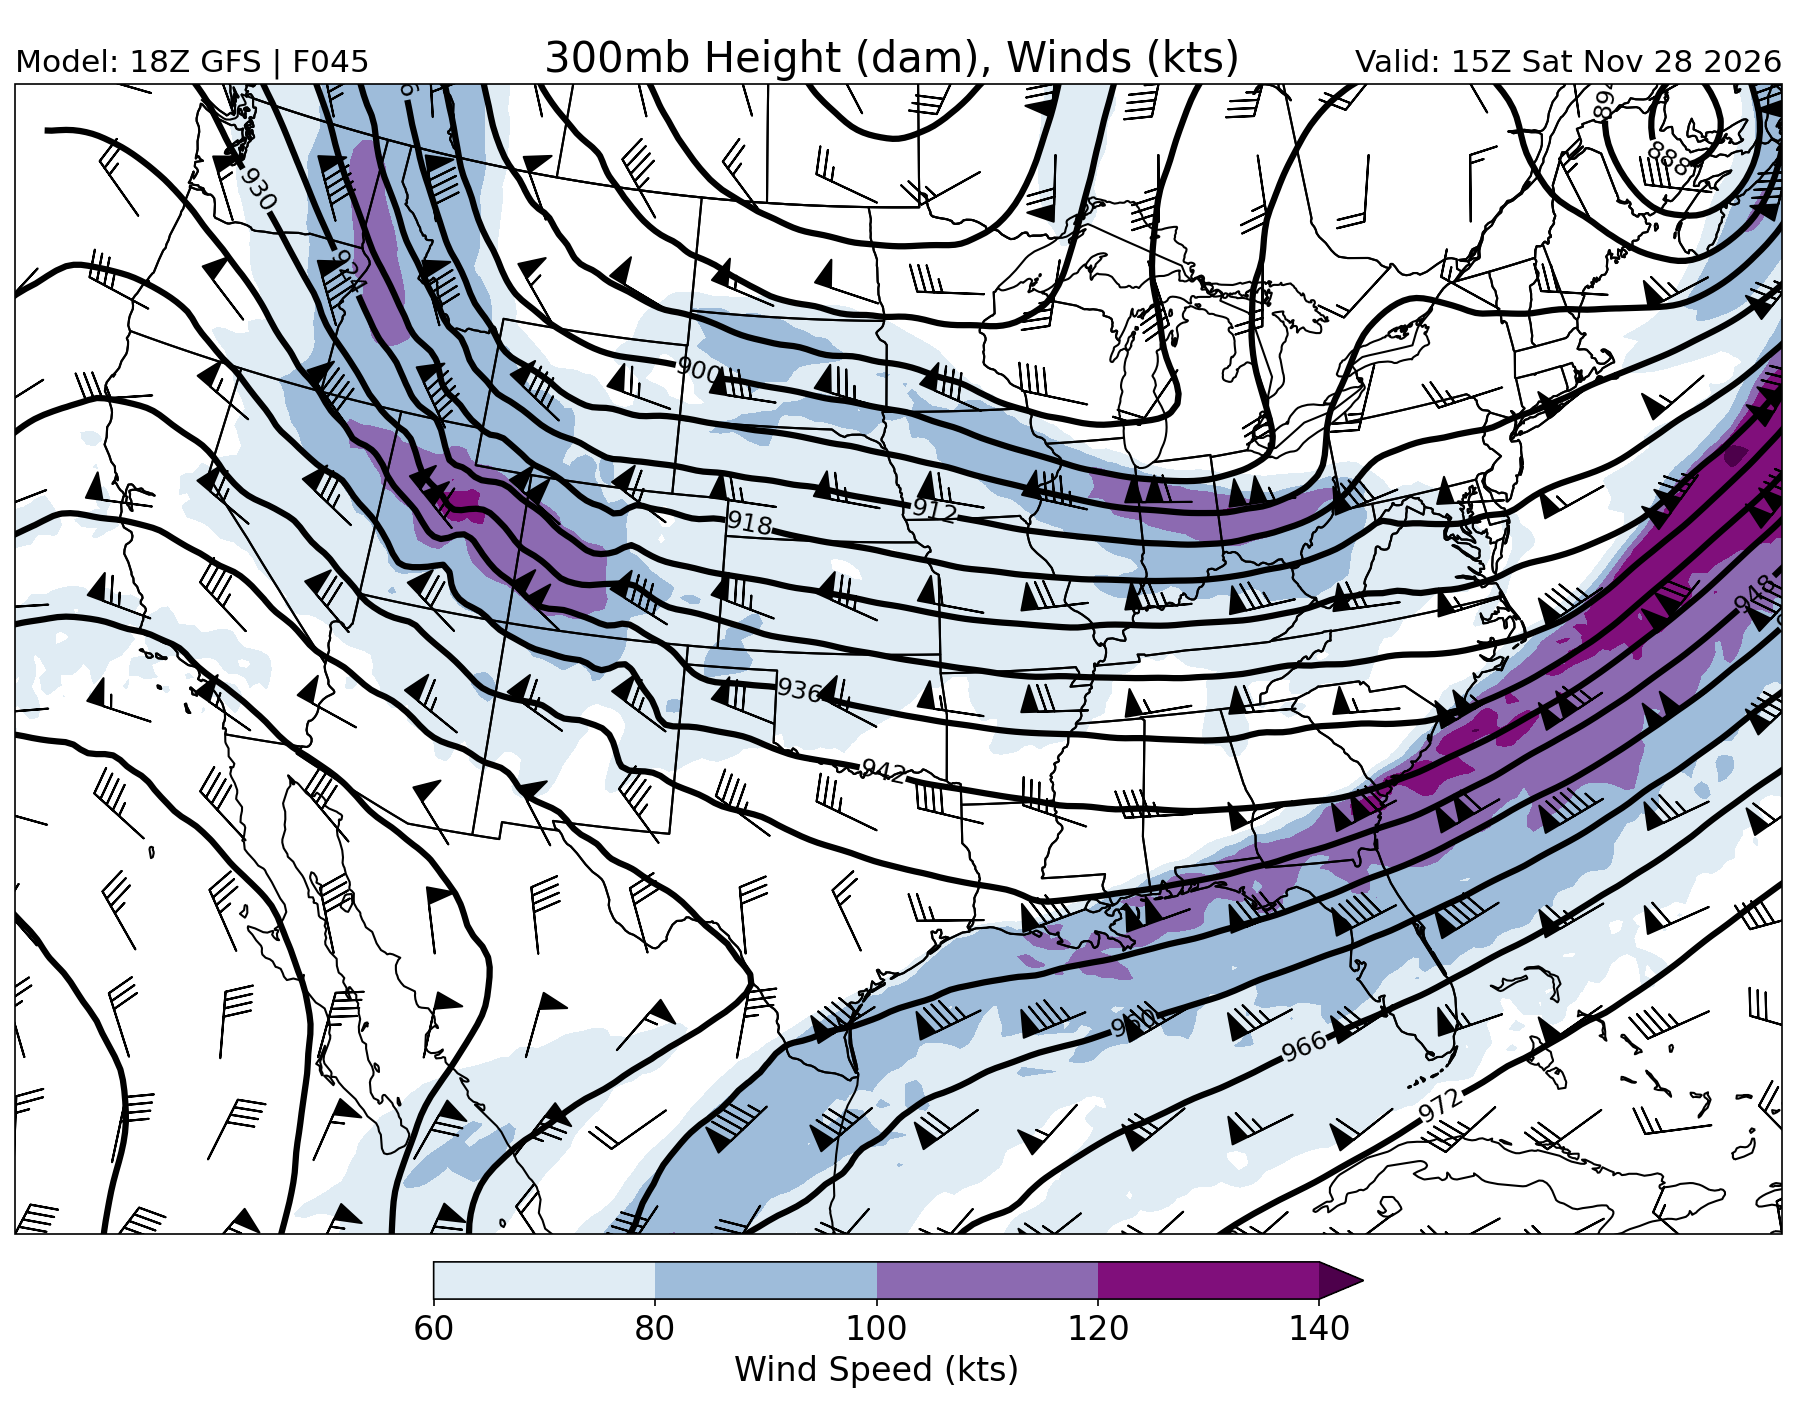 Model: 18Z GFS | F045
300mb Height (dam), Winds (kts)
Valid: 15Z Sat Nov 28 2026
894
888
930
924
900
912
918
948
936
942
960
966
972
60 80 100 120 140
Wind Speed (kts)